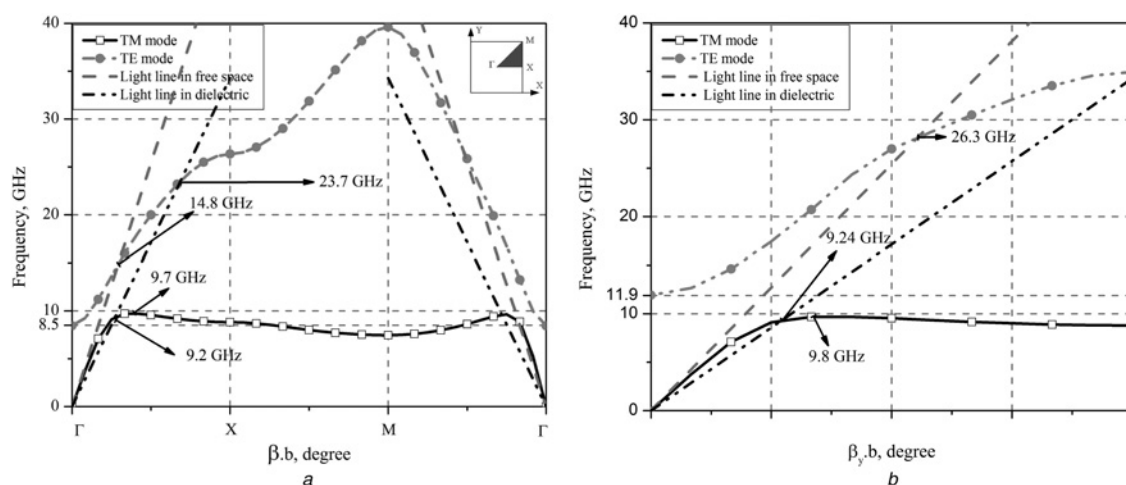 40
30
20
10
8.5
0
Frequency, GHz
TM mode
TE mode
Light line in free space
Light line in dielectric
Y
M
Γ
X
X
23.7 GHz
14.8 GHz
9.7 GHz
9.2 GHz
Γ
X
M
Γ
β.b, degree
a
40
30
20
11.9
10
0
Frequency, GHz
TM mode
TE mode
Light line in free space
Light line in dielectric
26.3 GHz
9.24 GHz
9.8 GHz
βy.b, degree
b